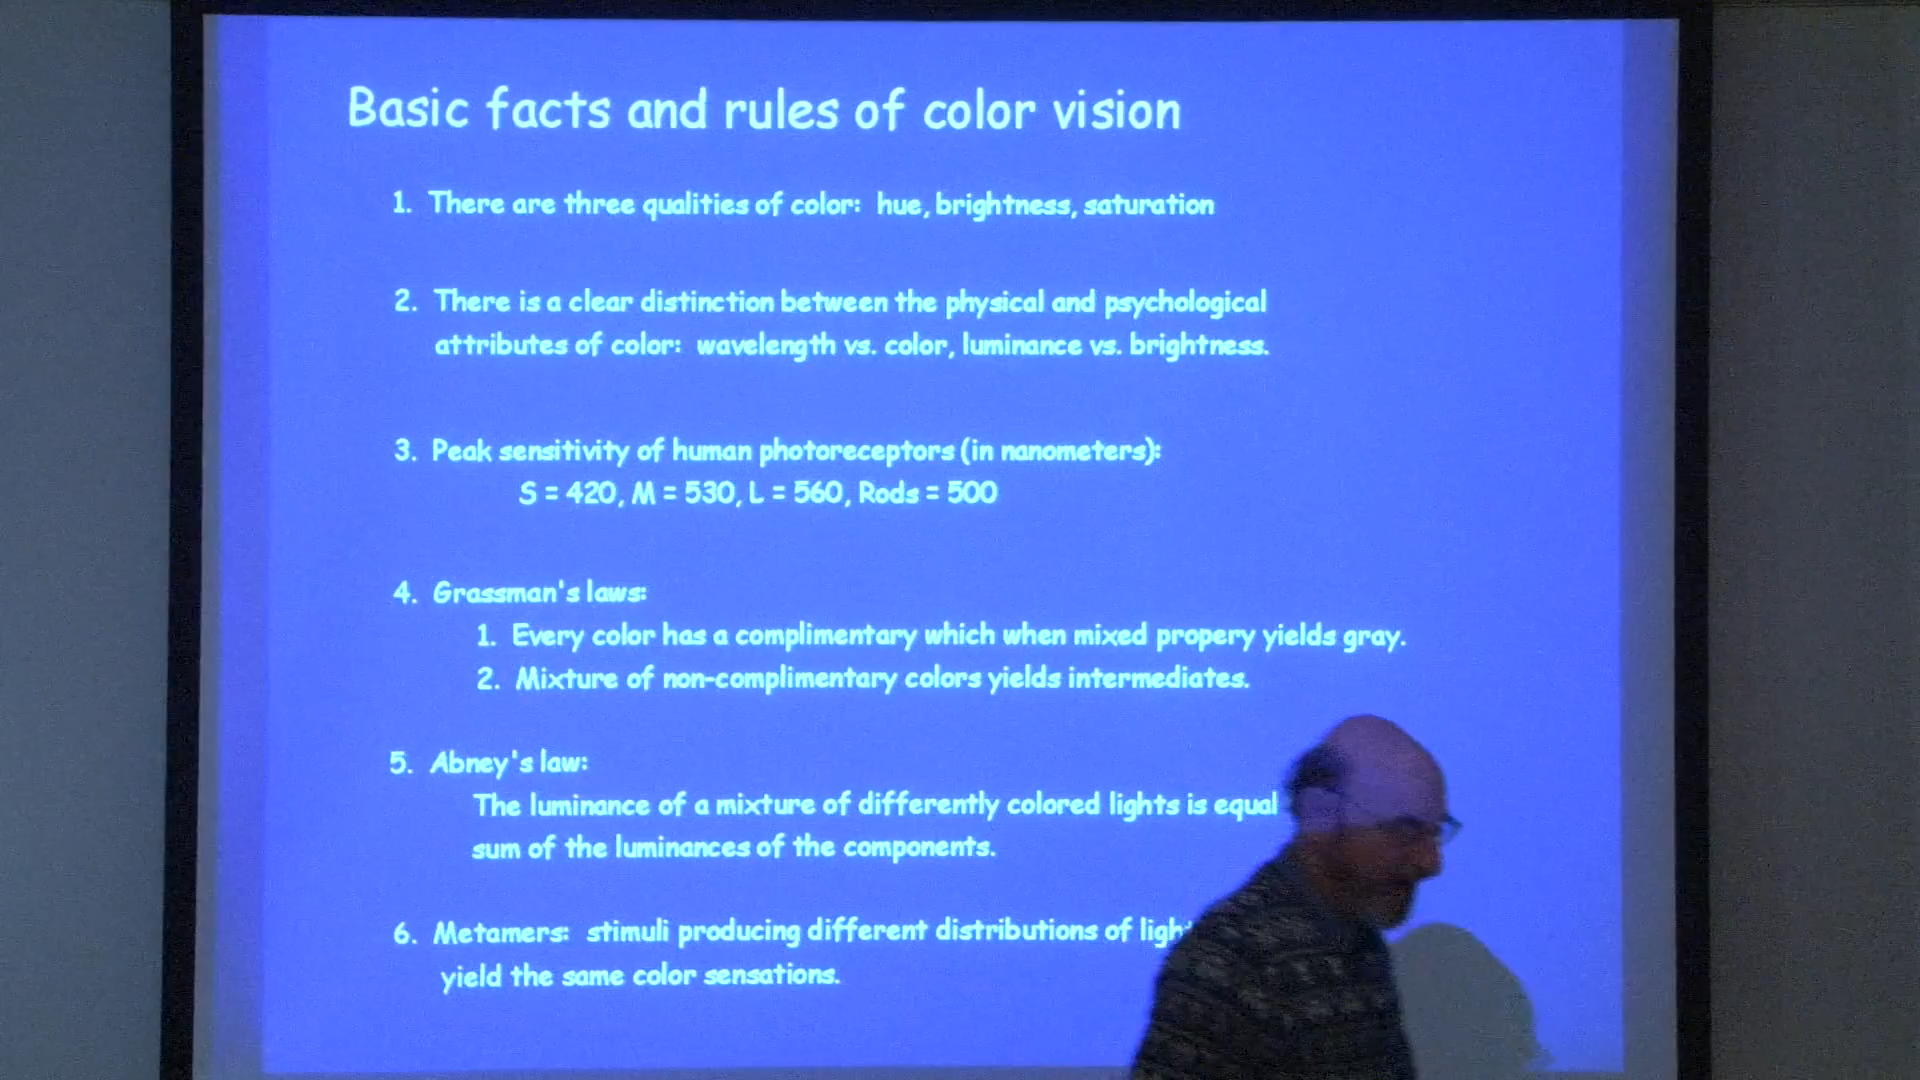 Basic facts and rules of color vision
1. There are three qualities of color: hue, brightness, saturation
2. There is a clear distinction between the physical and psychological
attributes of color: wavelength vs. color, luminance vs. brightness.
3. Peak sensitivity of human photoreceptors (in nanometers):
S = 420, M = 530, L = 560, Rods = 500
4. Grassman's laws:
1. Every color has a complimentary which when mixed propery yields gray.
2. Mixture of non-complimentary colors yields intermediates.
5. Abney's law:
The luminance of a mixture of differently colored lights is equal
sum of the luminances of the components.
6. Metamers: stimuli producing different distributions of
yield the same color sensations.